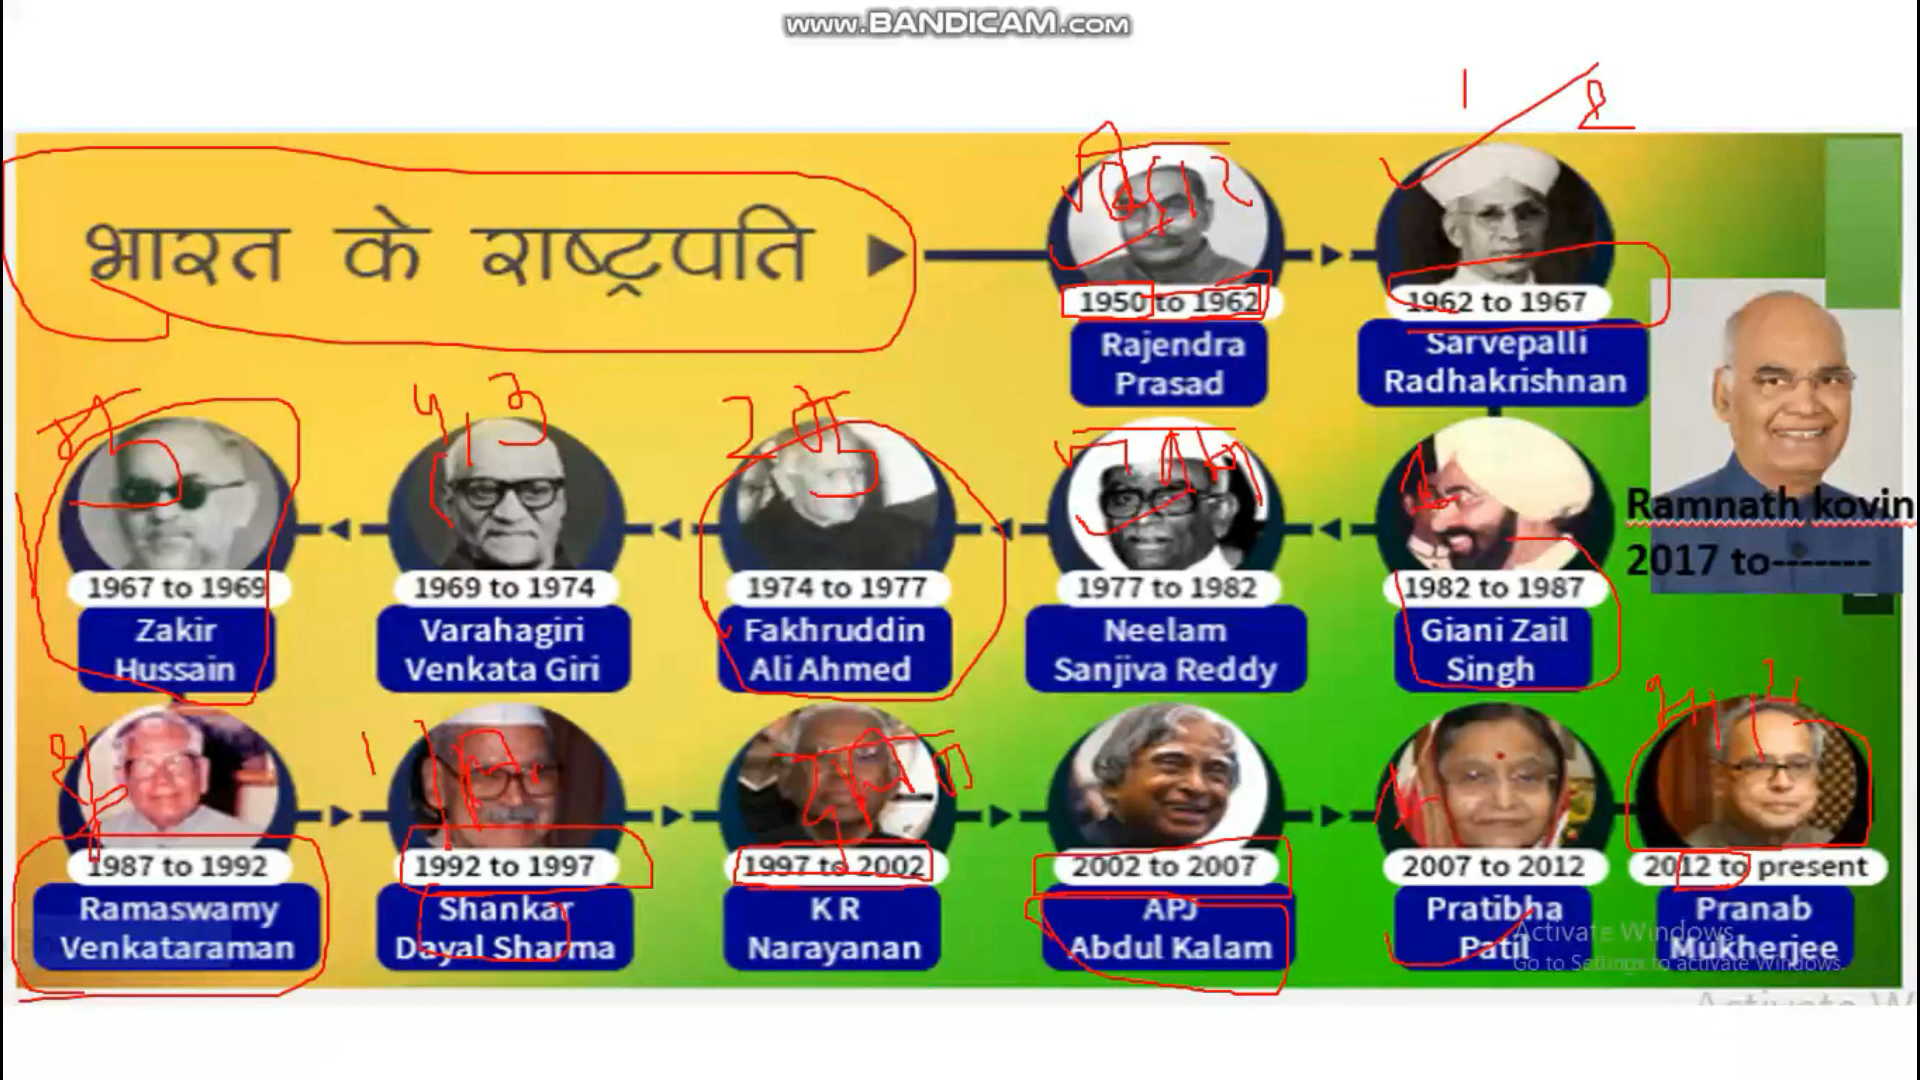 www.BANDICAM.com
1
2
भारत के राष्ट्रपति
1950 to 1962
Rajendra
Prasad
1962 to 1967
Sarvepalli
Radhakrishnan
Ramnath kovin
2017 to-------
1967 to 1969
Zakir
Hussain
1969 to 1974
Varahagiri
Venkata Giri
1974 to 1977
Fakhruddin
Ali Ahmed
1977 to 1982
Neelam
Sanjiva Reddy
1982 to 1987
Giani Zail
Singh
1987 to 1992
Ramaswamy
Venkataraman
1992 to 1997
Shankar
Dayal Sharma
1997 to 2002
K R
Narayanan
2002 to 2007
APJ
Abdul Kalam
2007 to 2012
Pratibha
Patil
2012 to present
Pranab
Mukherjee
Activate Windows
Go to Settings to activate Windows.